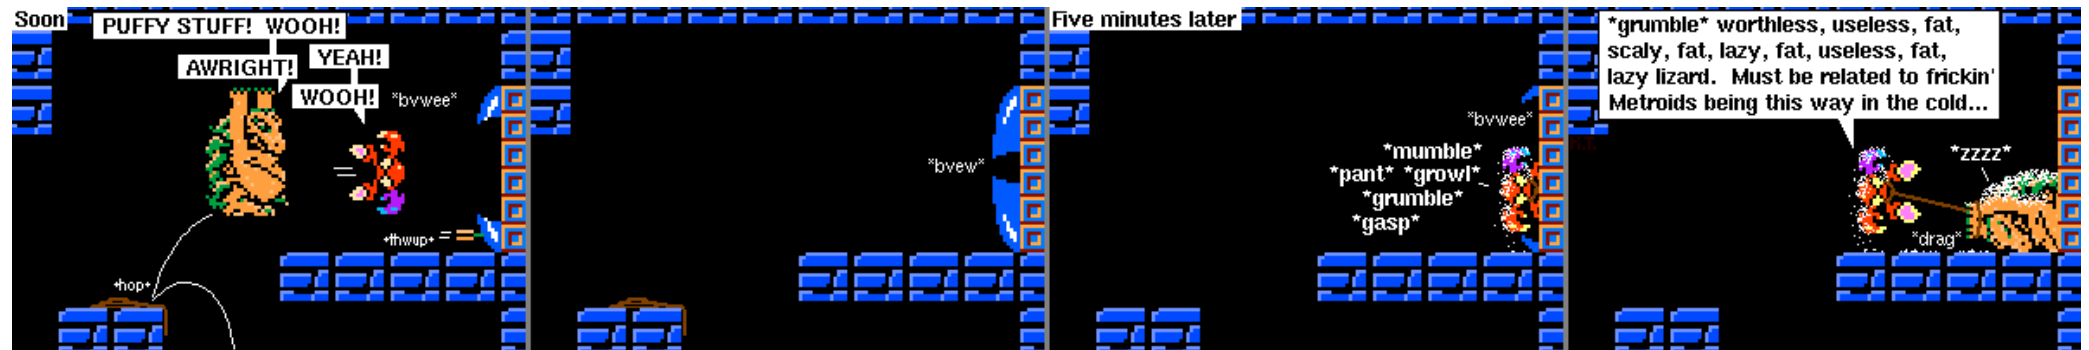 Soon
PUFFY STUFF!  WOOH!
AWRIGHT!
YEAH!
WOOH!
*bvwee*
*thwup*
*hop*
*bvew*
Five minutes later
*bvwee*
*mumble*
*pant* *growl*
*grumble*
*gasp*
*grumble* worthless, useless, fat,
scaly, fat, lazy, fat, useless, fat,
lazy lizard.  Must be related to frickin'
Metroids being this way in the cold...
*zzzz*
*drag*